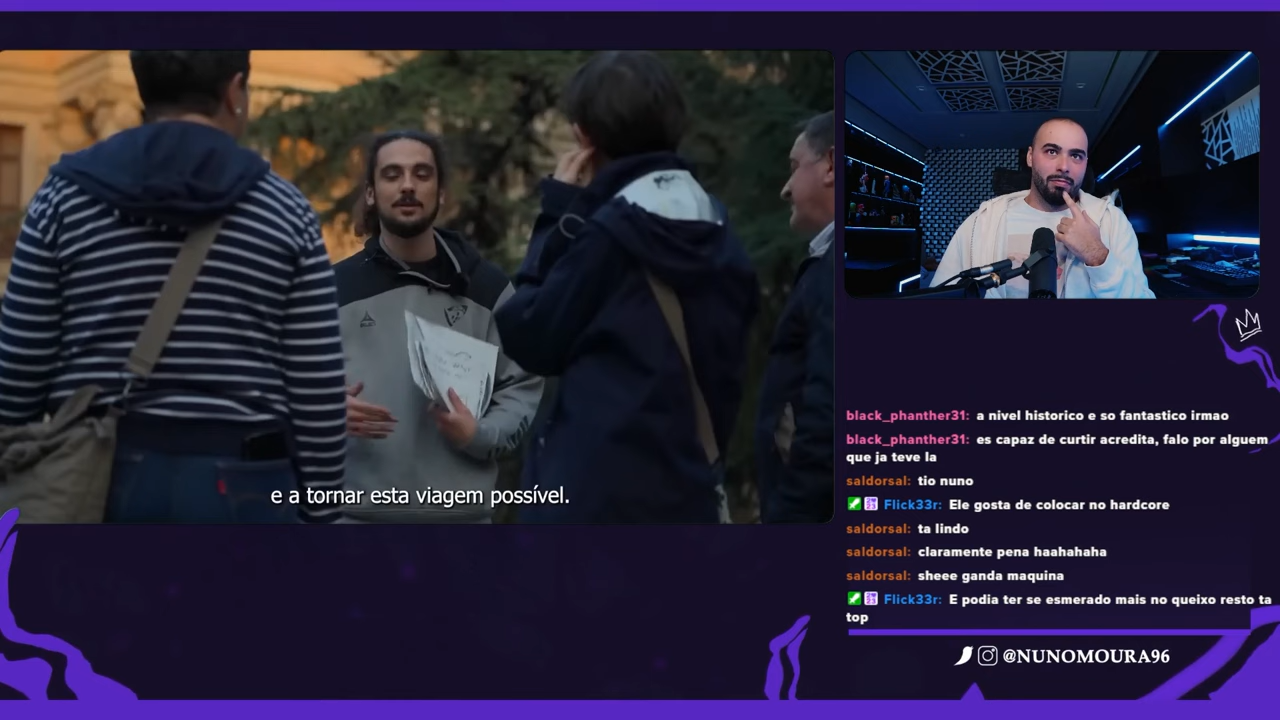 e a tornar esta viagem possível.
black_phanther31: a nivel historico e so fantastico irmao
black_phanther31: es capaz de curtir acredita, falo por alguem
que ja teve la
saldorsal: tio nuno
Flick33r: Ele gosta de colocar no hardcore
saldorsal: ta lindo
saldorsal: claramente pena haahahaha
saldorsal: sheee ganda maquina
Flick33r: E podia ter se esmerado mais no queixo resto ta
top
@NUNOMOURA96